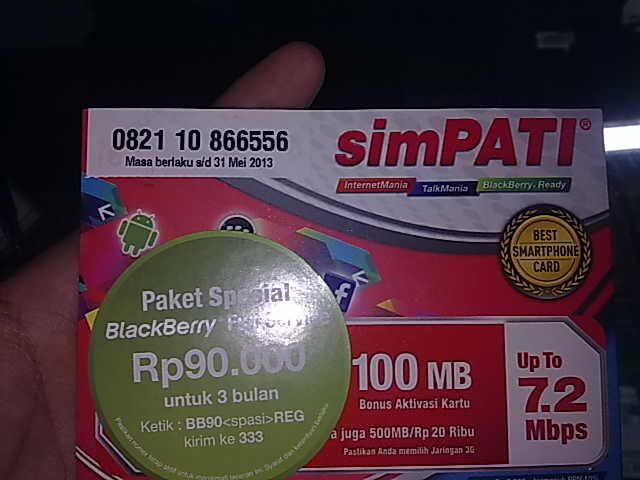 0821 10 866556
Masa berlaku s/d 31 Mei 2013
simPATI®
InternetMania TalkMania BlackBerry® Ready
BEST
SMARTPHONE
CARD
Paket Spesial
BlackBerry Full Service
Rp90.000
untuk 3 bulan
Ketik : BB90<spasi>REG
kirim ke 333
100 MB
Bonus Aktivasi Kartu
juga 500MB/Rp 20 Ribu
Pastikan Anda memilih Jaringan 3G
Up To
7.2
Mbps